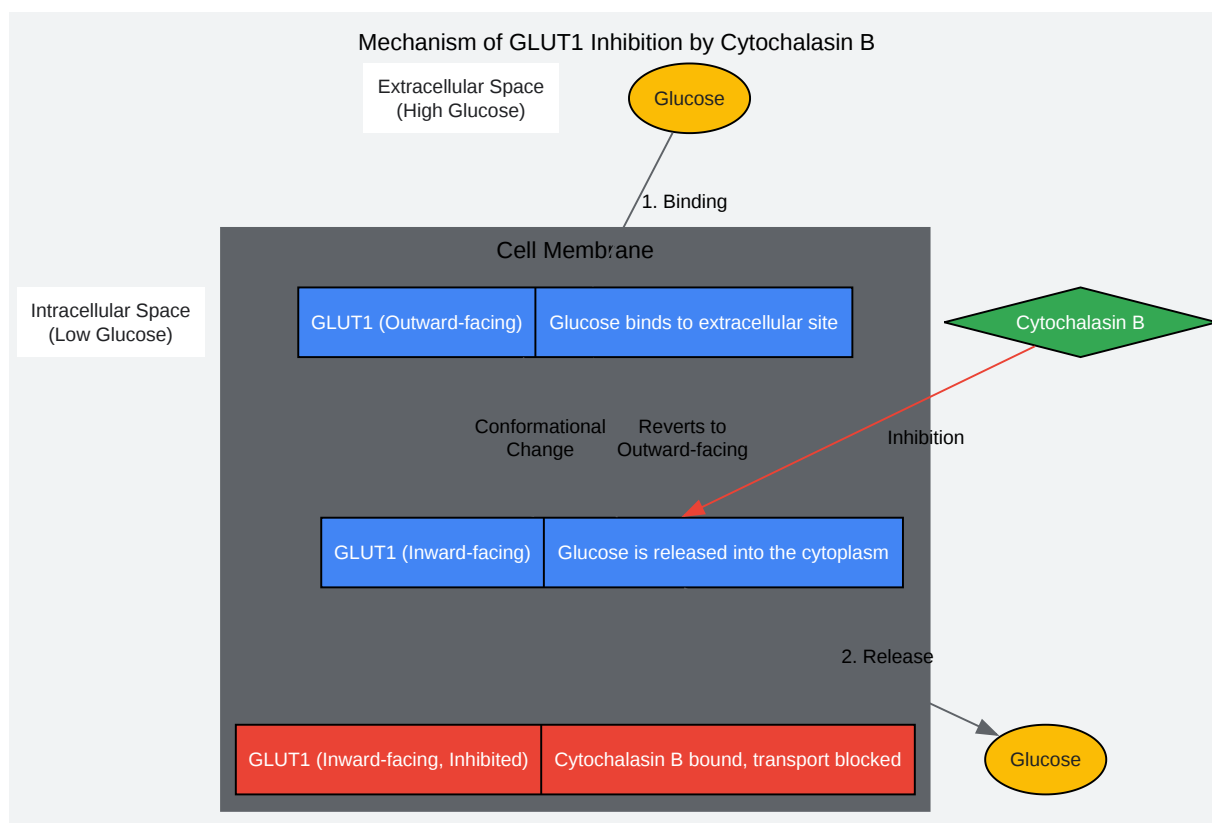 Mechanism of GLUT1 Inhibition by Cytochalasin B
Extracellular Space
(High Glucose)
Glucose
1. Binding
Cell Membrane
Intracellular Space
(Low Glucose)
GLUT1 (Outward-facing)
Glucose binds to extracellular site
Cytochalasin B
Conformational
Change
Reverts to
Outward-facing
Inhibition
GLUT1 (Inward-facing)
Glucose is released into the cytoplasm
2. Release
GLUT1 (Inward-facing, Inhibited)
Cytochalasin B bound, transport blocked
Glucose